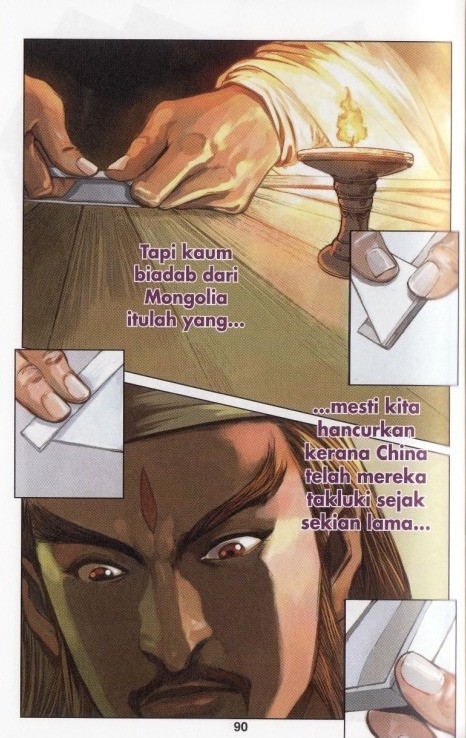 Tapi kaum
biadab dari
Mongolia
itulah yang...
...mesti kita
hancurkan
kerana China
telah mereka
takluki sejak
sekian lama...
90